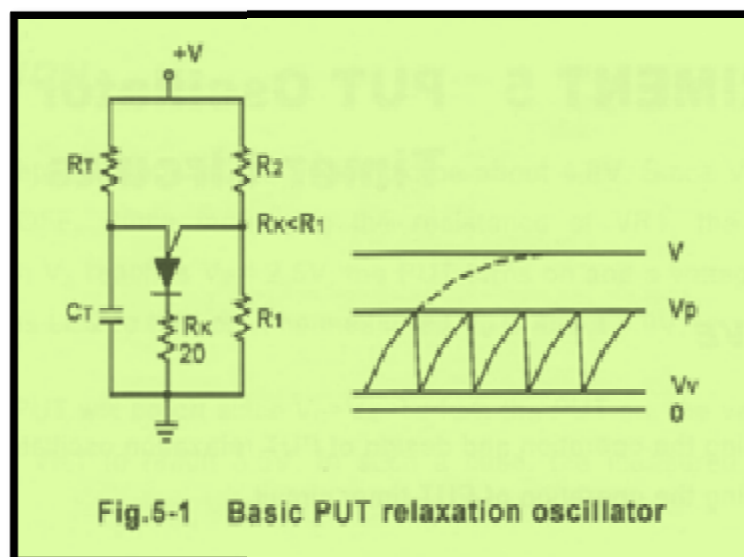 +V
RT
R2
RK<R1
CT
RK
20
R1
V
Vp
Vv
0
Fig.5-1 Basic PUT relaxation oscillator